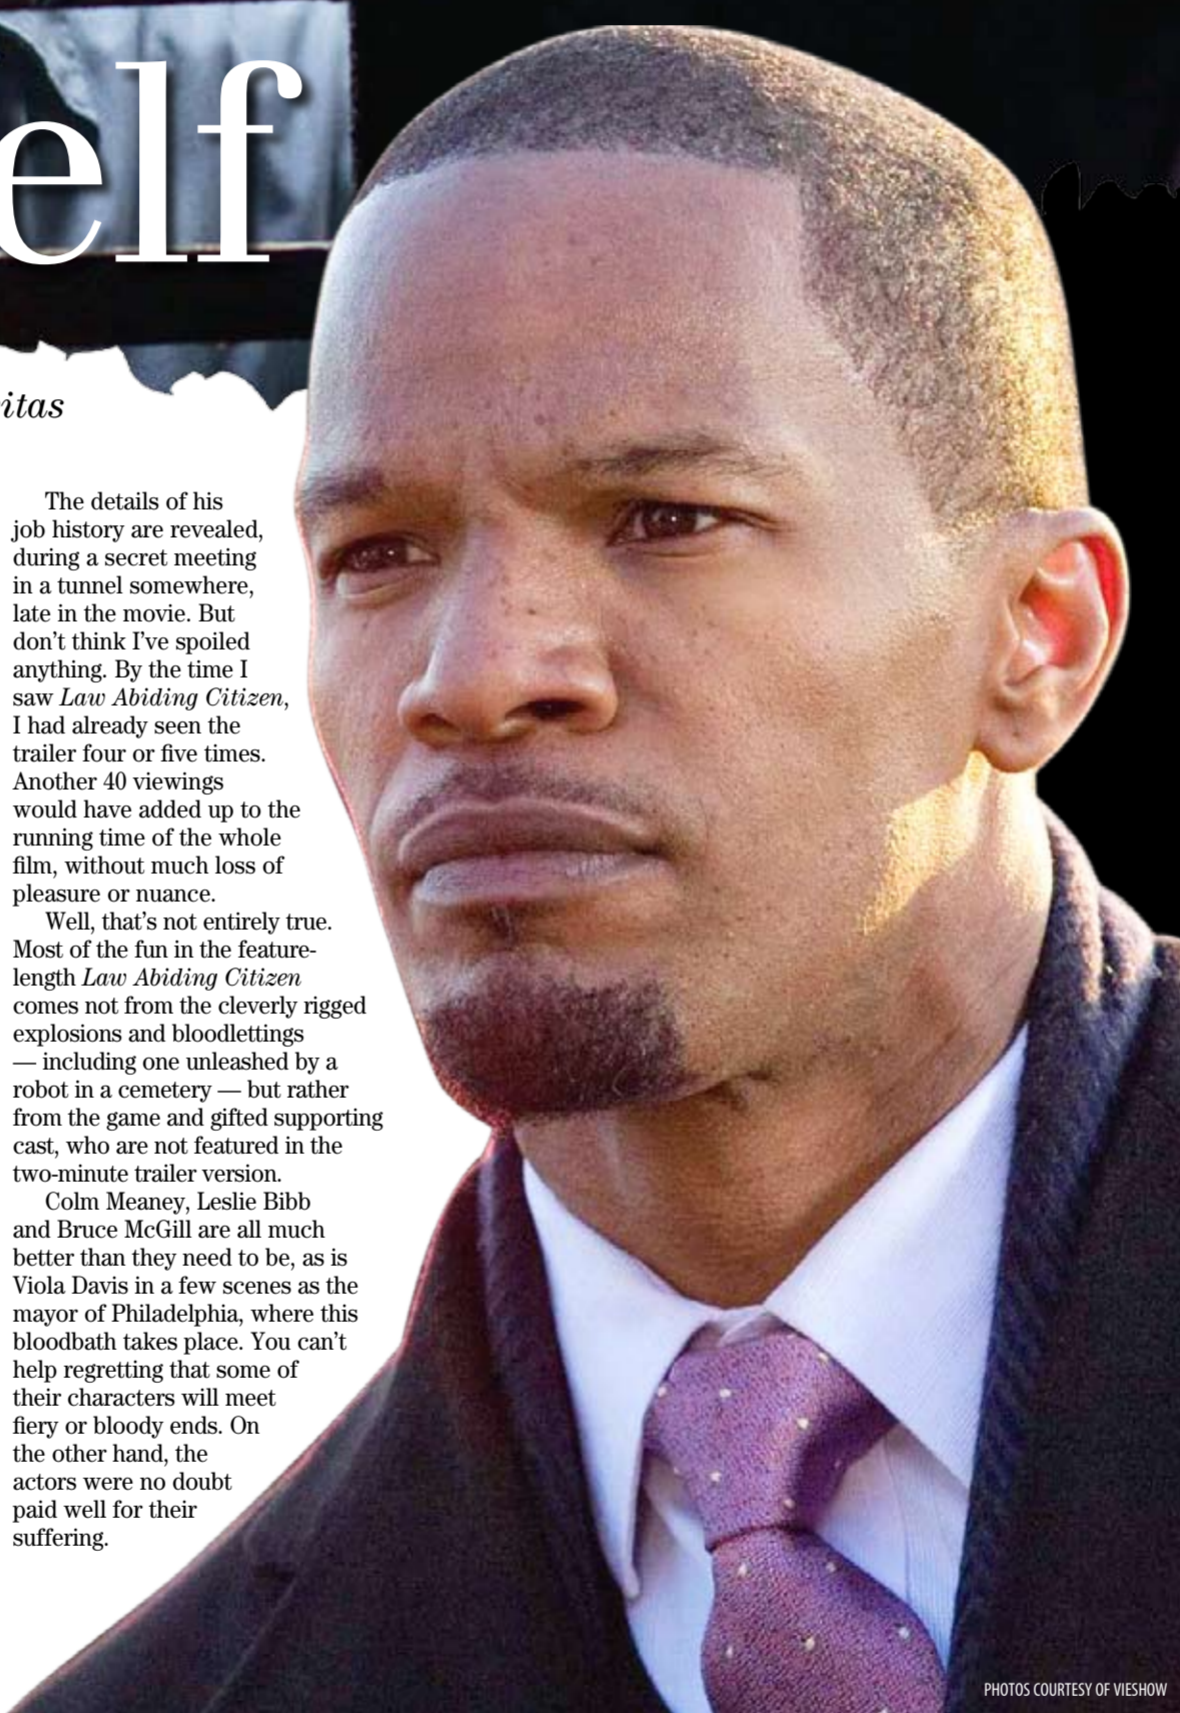 elf
itas
The details of his
job history are revealed,
during a secret meeting
in a tunnel somewhere,
late in the movie. But
don't think I've spoiled
anything. By the time I
saw Law Abiding Citizen,
I had already seen the
trailer four or five times.
Another 40 viewings
would have added up to the
running time of the whole
film, without much loss of
pleasure or nuance.
Well, that's not entirely true.
Most of the fun in the feature-
length Law Abiding Citizen
comes not from the cleverly rigged
explosions and bloodlettings
— including one unleashed by a
robot in a cemetery — but rather
from the game and gifted supporting
cast, who are not featured in the
two-minute trailer version.
Colm Meaney, Leslie Bibb
and Bruce McGill are all much
better than they need to be, as is
Viola Davis in a few scenes as the
mayor of Philadelphia, where this
bloodbath takes place. You can't
help regretting that some of
their characters will meet
fiery or bloody ends. On
the other hand, the
actors were no doubt
paid well for their
suffering.
PHOTOS COURTESY OF VIESHOW